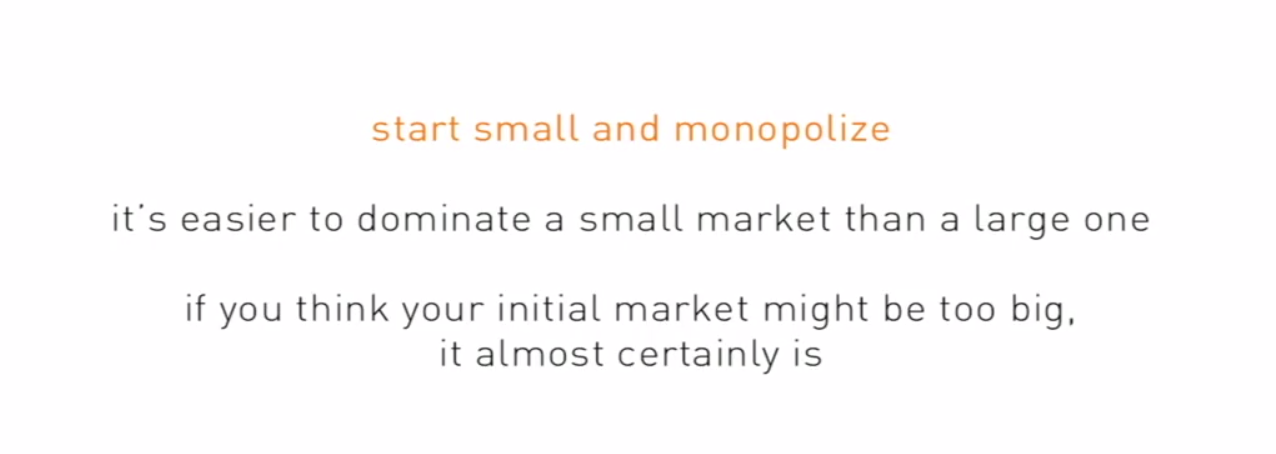 start small and monopolize
it's easier to dominate a small market than a large one
if you think your initial market might be too big,
it almost certainly is